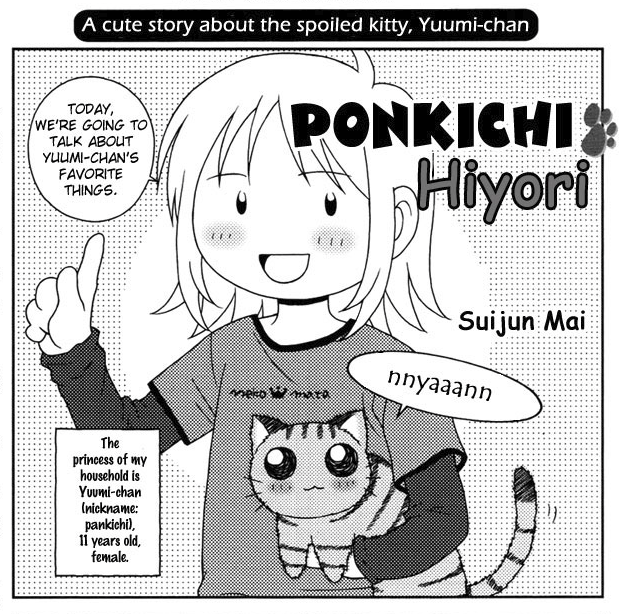 A cute story about the spoiled kitty, Yuumi-chan
TODAY,
WE'RE GOING TO
TALK ABOUT
YUUMI-CHAN'S
FAVORITE
THINGS.
PONKICHI
Hiyori
Suijun Mai
nnyaaann
neko mata
The
princess of my
household is
Yuumi-chan
(nickname:
pankichi),
11 years old,
female.